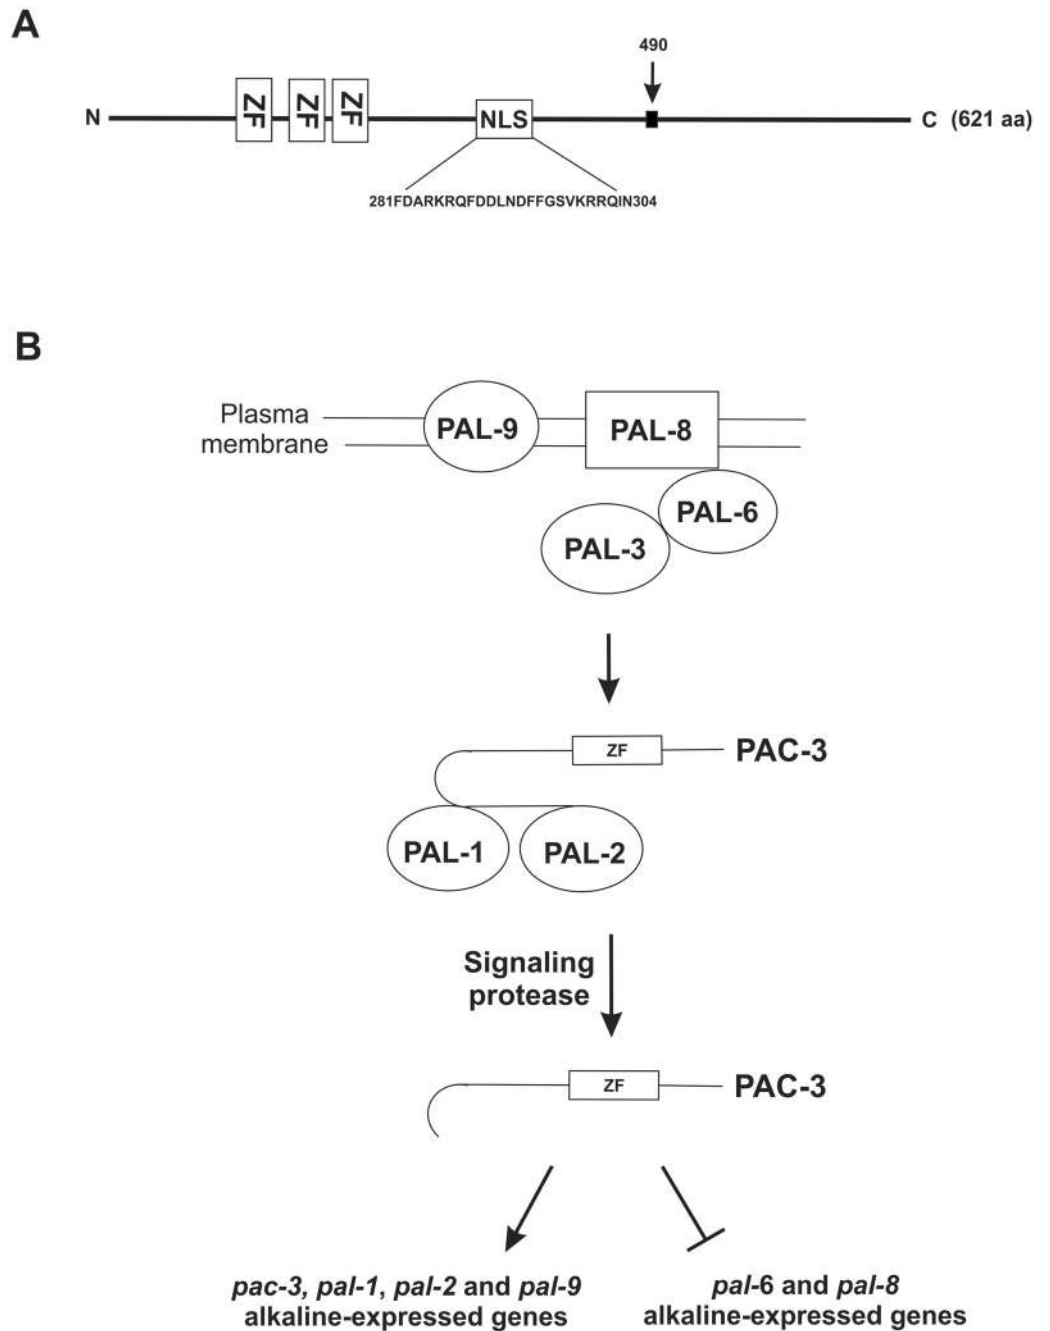 A
490
ZF ZF ZF
N NLS C (621 aa)
281FDARKRQFDDLNDFFGSVKRRQIN304
B
Plasma
membrane
PAL-9 PAL-8
PAL-6
PAL-3
ZF PAC-3
PAL-1 PAL-2
Signaling
protease
ZF PAC-3
pac-3, pal-1, pal-2 and pal-9
alkaline-expressed genes
pal-6 and pal-8
alkaline-expressed genes